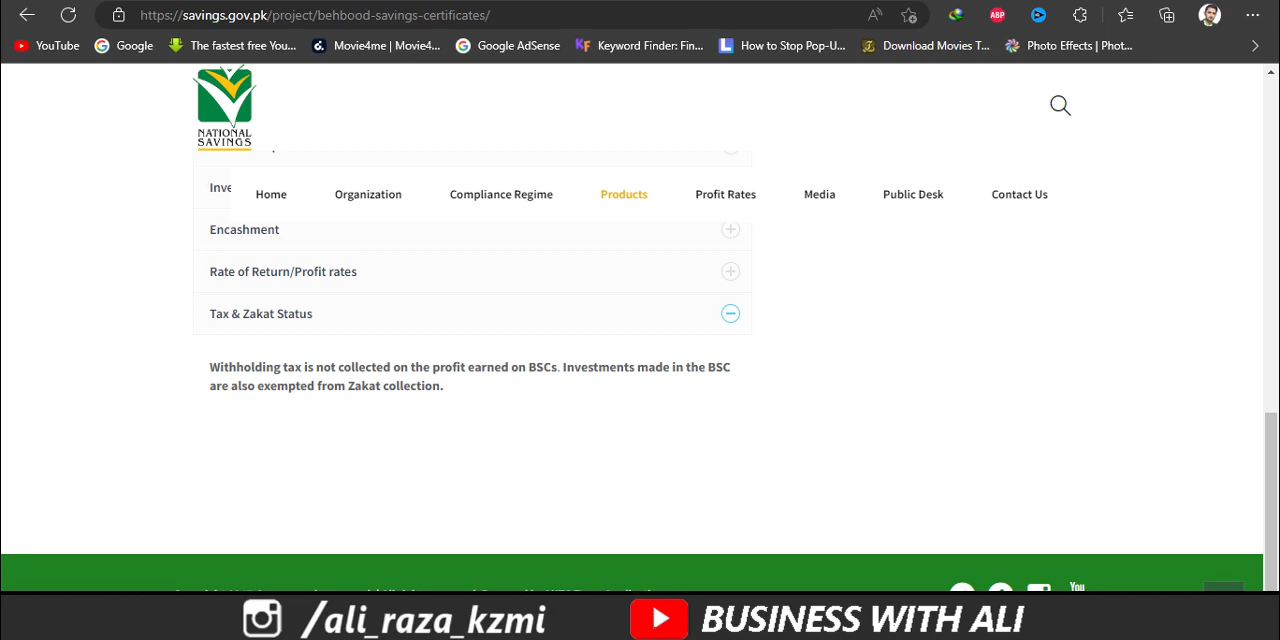 https://savings.gov.pk/project/behbood-savings-certificates/
YouTube
Google
The fastest free You...
Movie4me | Movie4...
Google AdSense
Keyword Finder: Fin...
How to Stop Pop-U...
Download Movies T...
Photo Effects | Phot...
NATIONAL
SAVINGS
Inve
Home
Organization
Compliance Regime
Products
Profit Rates
Media
Public Desk
Contact Us
Encashment
Rate of Return/Profit rates
Tax & Zakat Status
Withholding tax is not collected on the profit earned on BSCs. Investments made in the BSC
are also exempted from Zakat collection.
You
/ali_raza_kzmi
BUSINESS WITH ALI